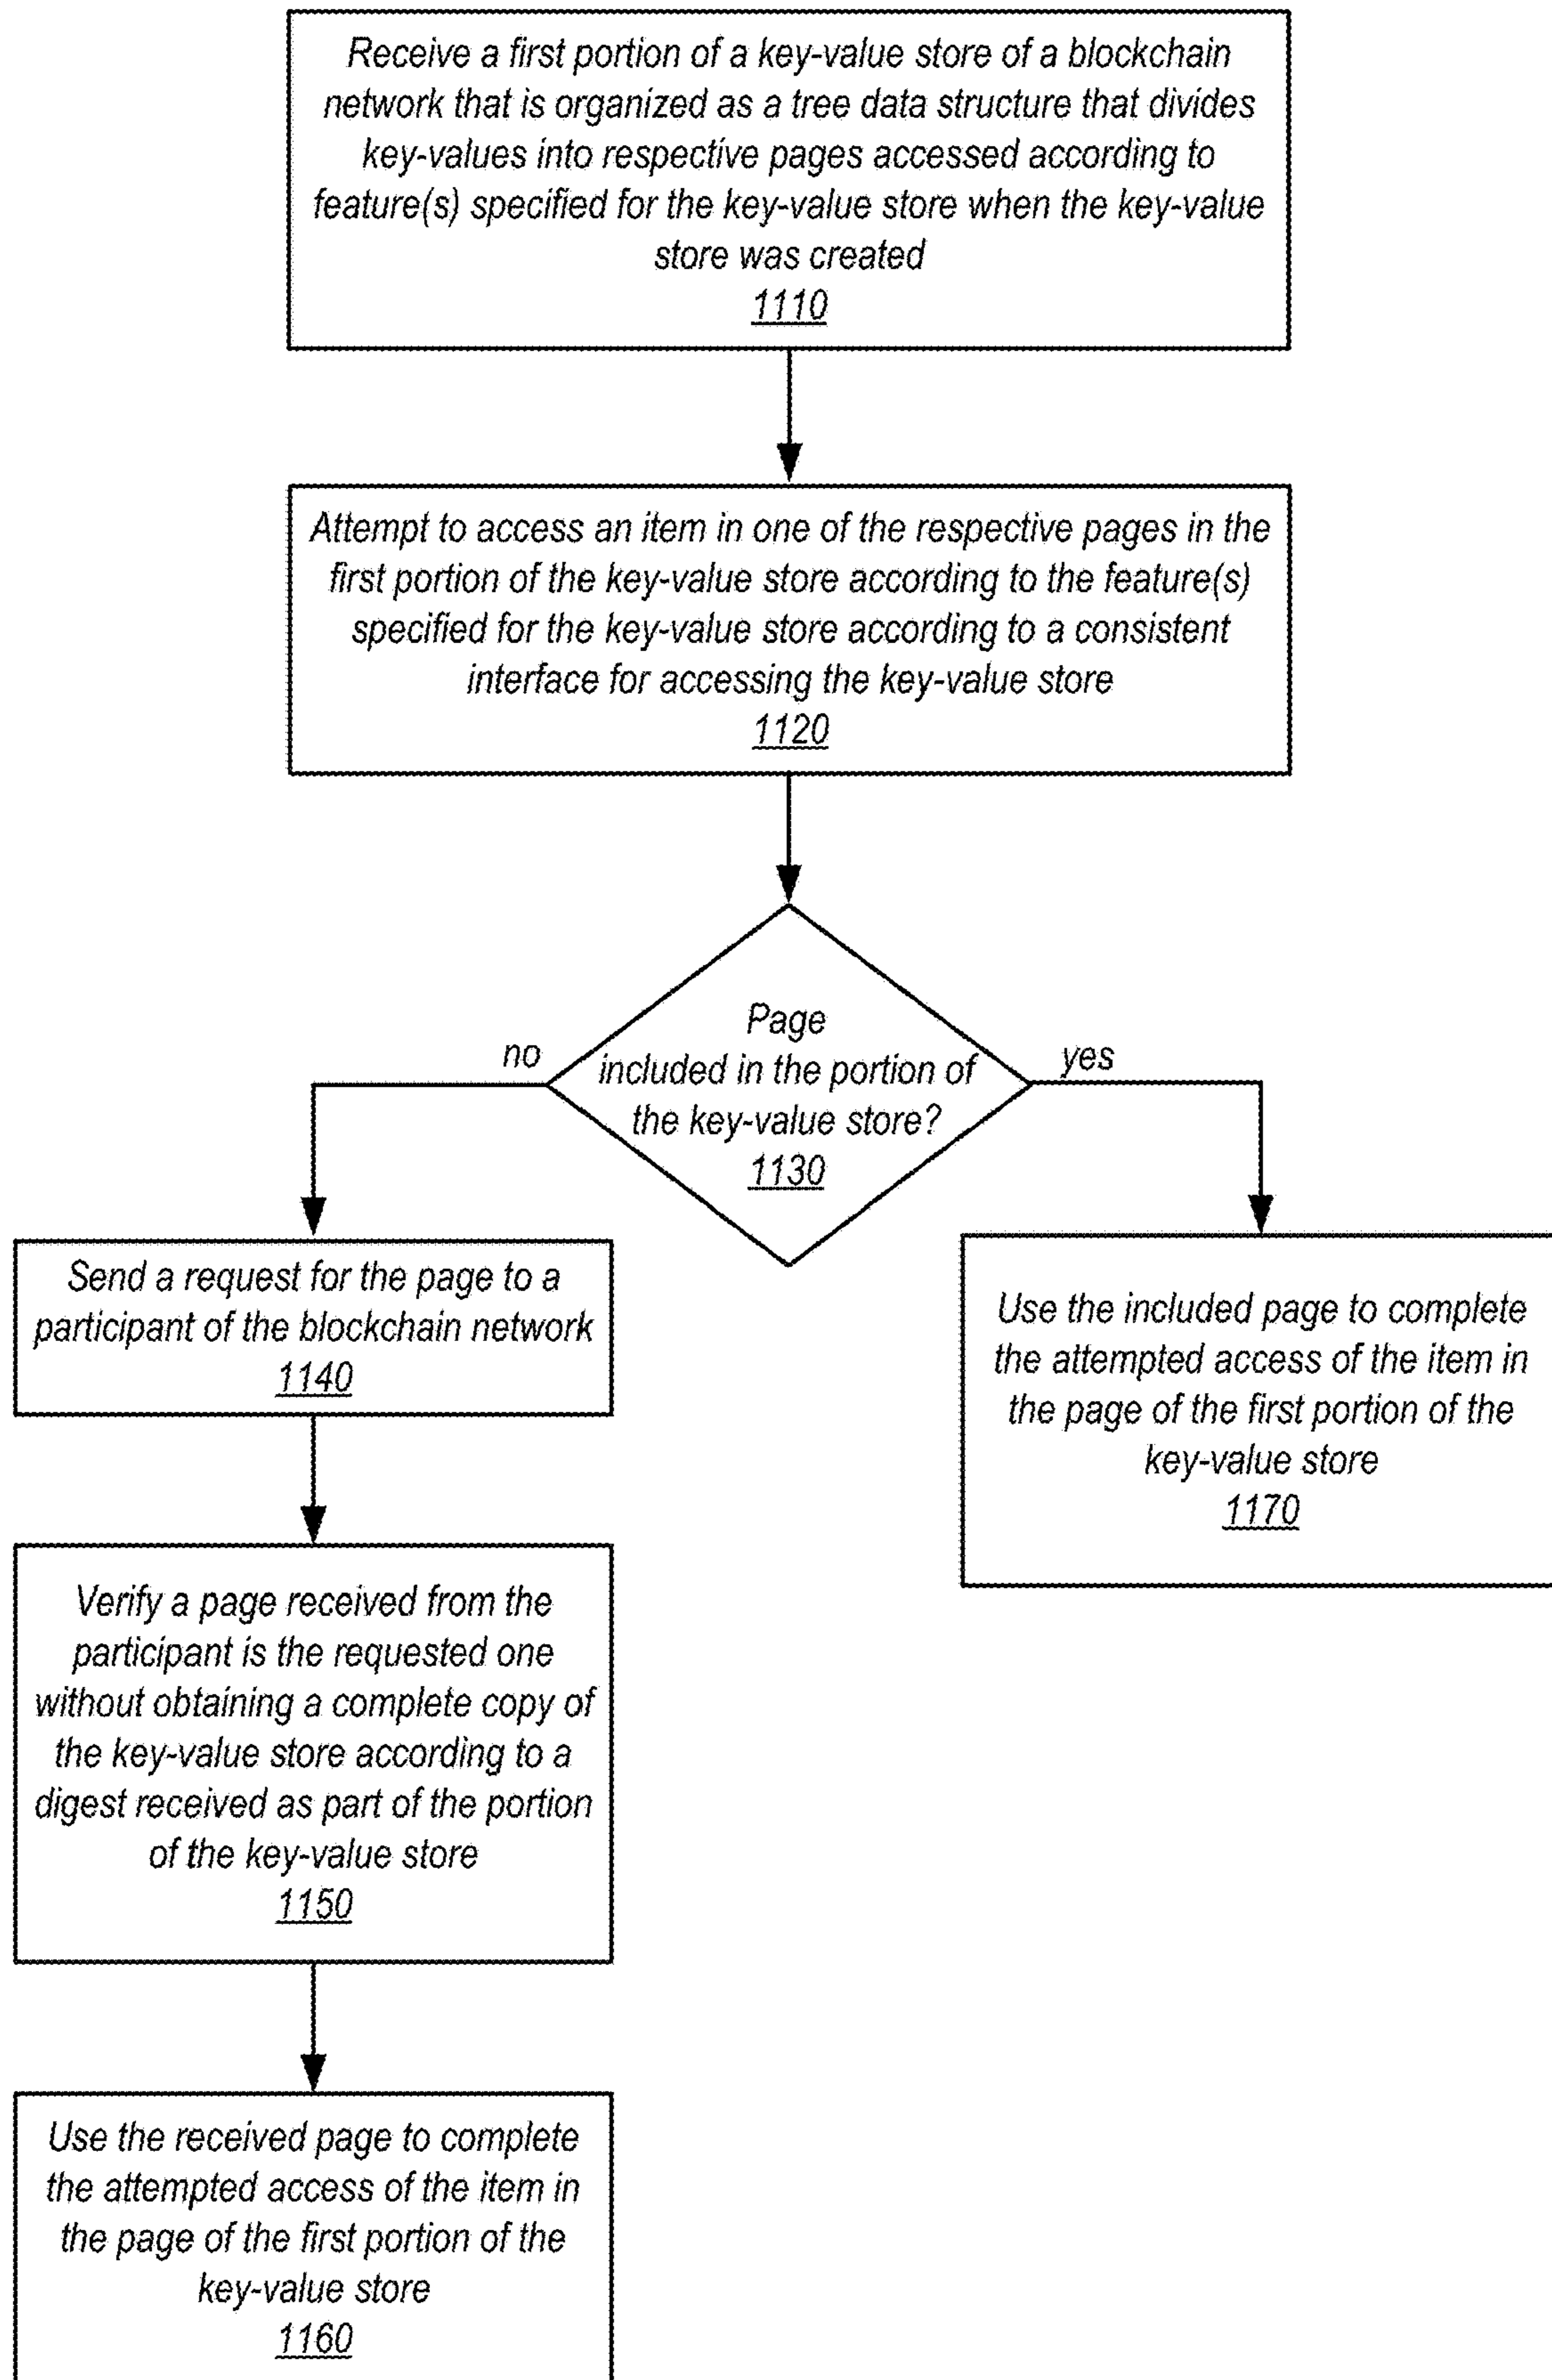 Receive a first portion of a key-value store of a blockchain
network that is organized as a tree data structure that divides
key-values into respective pages accessed according to
feature(s) specified for the key-value store when the key-value
store was created
1110
Attempt to access an item in one of the respective pages in the
first portion of the key-value store according to the feature(s)
specified for the key-value store according to a consistent
interface for accessing the key-value store
1120
Page
included in the portion of
the key-value store?
1130
no
yes
Send a request for the page to a
participant of the blockchain network
1140
Use the included page to complete
the attempted access of the item in
the page of the first portion of the
key-value store
1170
Verify a page received from the
participant is the requested one
without obtaining a complete copy of
the key-value store according to a
digest received as part of the portion
of the key-value store
1150
Use the received page to complete
the attempted access of the item in
the page of the first portion of the
key-value store
1160